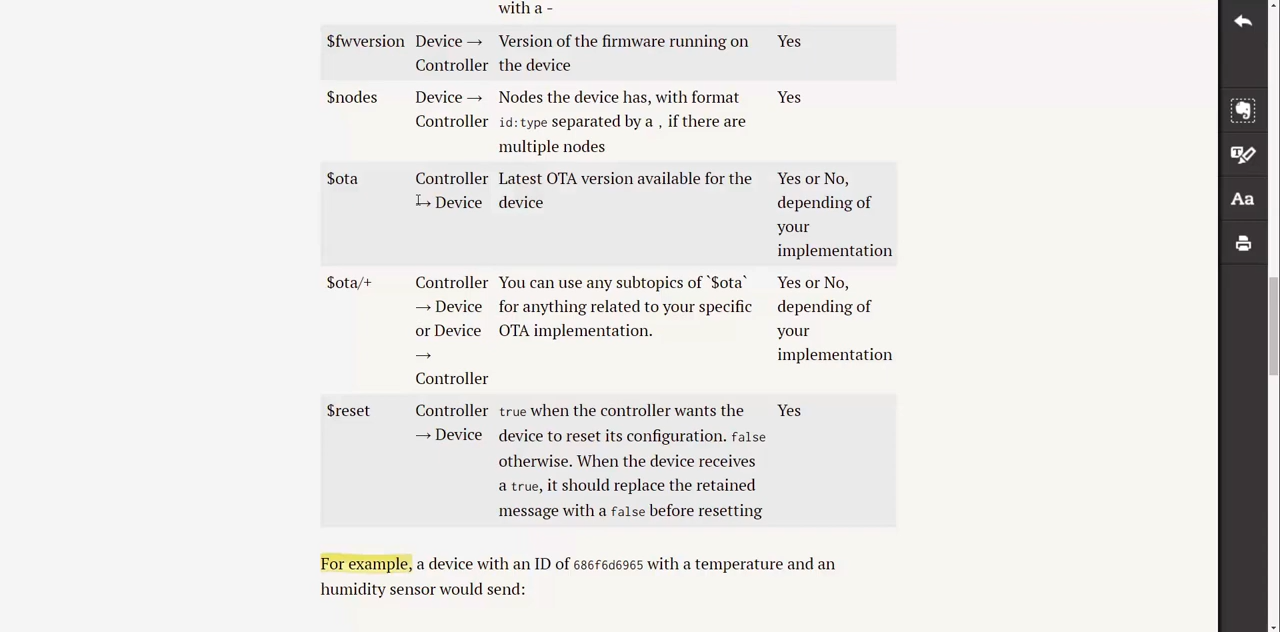 with a -
$fwversion Device → Version of the firmware running on Yes
Controller the device
$nodes Device → Nodes the device has, with format Yes
Controller id:type separated by a , if there are
multiple nodes
$ota Controller Latest OTA version available for the Yes or No,
→ Device device depending of
your
implementation
$ota/+ Controller You can use any subtopics of `$ota` Yes or No,
→ Device for anything related to your specific depending of
or Device OTA implementation. your
→ implementation
Controller
$reset Controller true when the controller wants the Yes
→ Device device to reset its configuration. false
otherwise. When the device receives
a true, it should replace the retained
message with a false before resetting
For example, a device with an ID of 686f6d6965 with a temperature and an
humidity sensor would send:
T
Aa